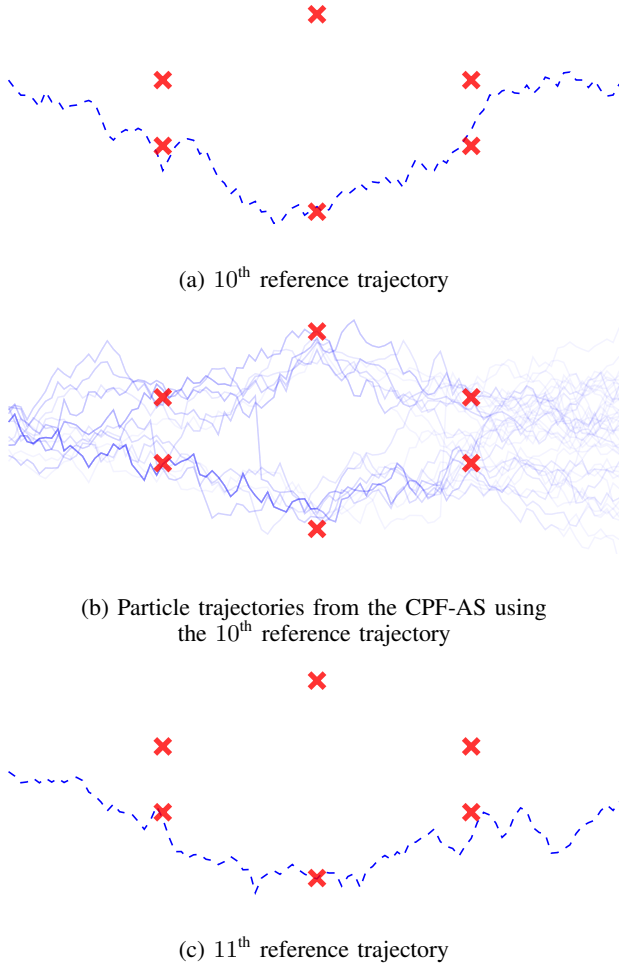 (a) 10th reference trajectory
(b) Particle trajectories from the CPF-AS using
the 10th reference trajectory
(c) 11th reference trajectory